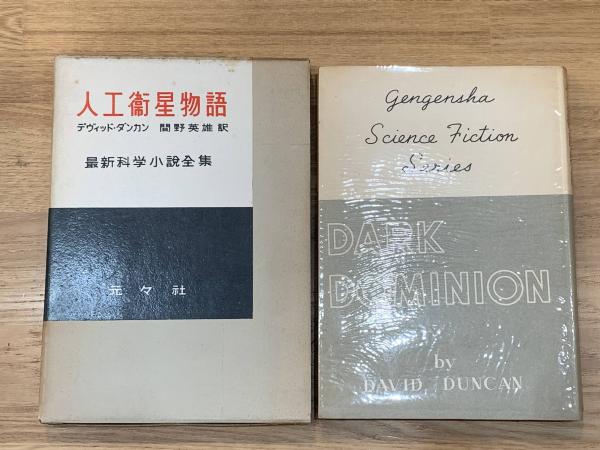 人工衞星物語
デヴィッド・ダンカン 間野英雄訳
最新科学小說全集
元々社
Gengensha
Science Fiction
Series
DARK
DOMINION
by
DAVID DUNCAN